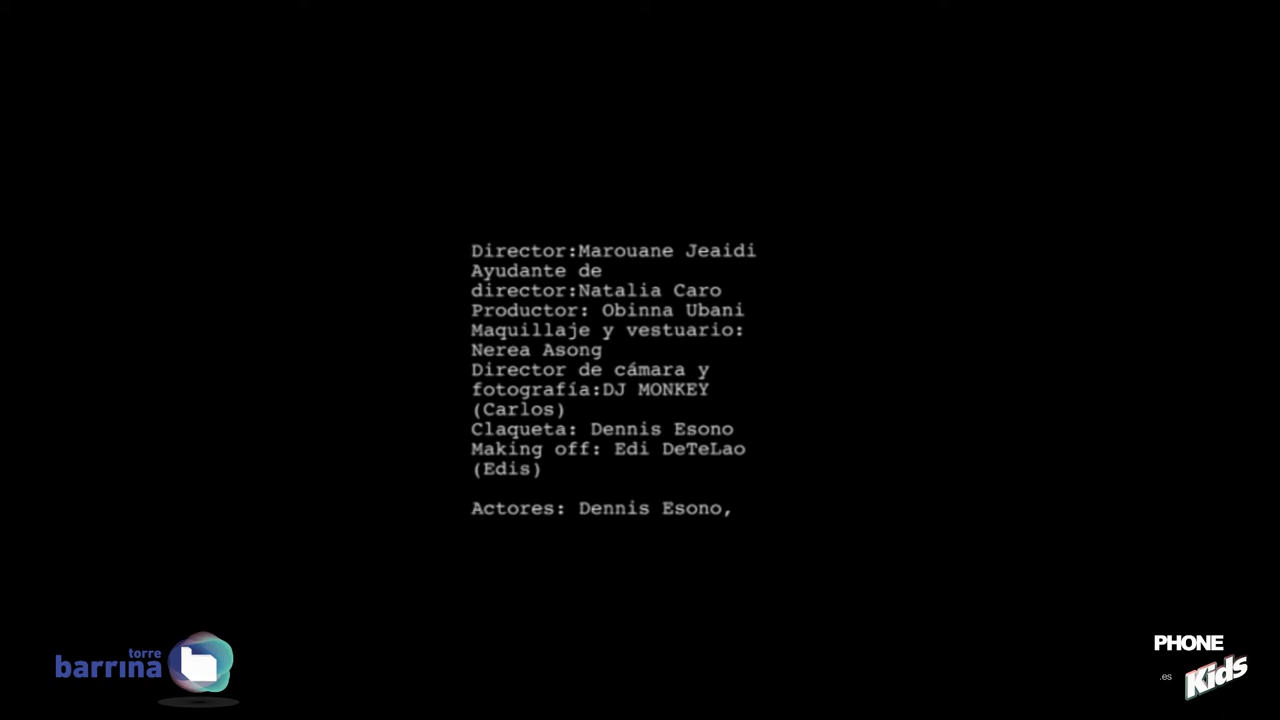 Director:Marouane Jeaidi
Ayudante de
director:Natalia Caro
Productor: Obinna Ubani
Maquillaje y vestuario:
Nerea Asong
Director de cámara y
fotografía:DJ MONKEY
(Carlos)
Claqueta: Dennis Esono
Making off: Edi DeTeLao
(Edis)
Actores: Dennis Esono,
torre
barrina
PHONE
.es
Kids